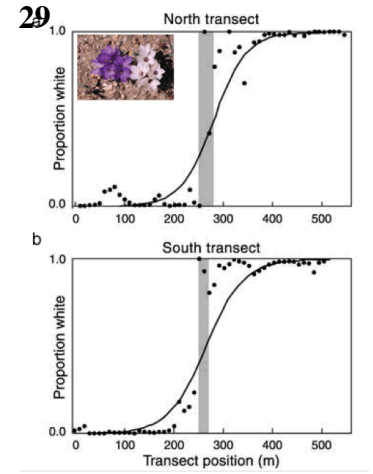 29
a
North transect
1.0
Proportion white
0.0
0 100 200 300 400 500
b
South transect
1.0
Proportion white
0.0
0 100 200 300 400 500
Transect position (m)